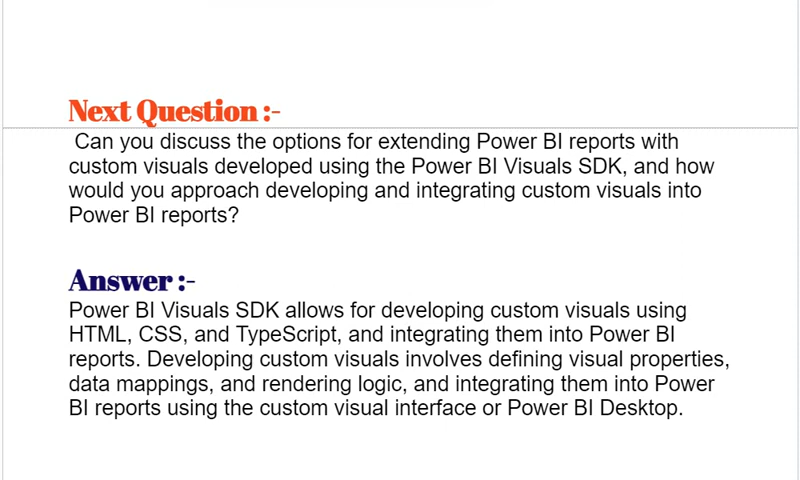 Next Question :-
Can you discuss the options for extending Power BI reports with
custom visuals developed using the Power BI Visuals SDK, and how
would you approach developing and integrating custom visuals into
Power BI reports?
Answer :-
Power BI Visuals SDK allows for developing custom visuals using
HTML, CSS, and TypeScript, and integrating them into Power BI
reports. Developing custom visuals involves defining visual properties,
data mappings, and rendering logic, and integrating them into Power
BI reports using the custom visual interface or Power BI Desktop.